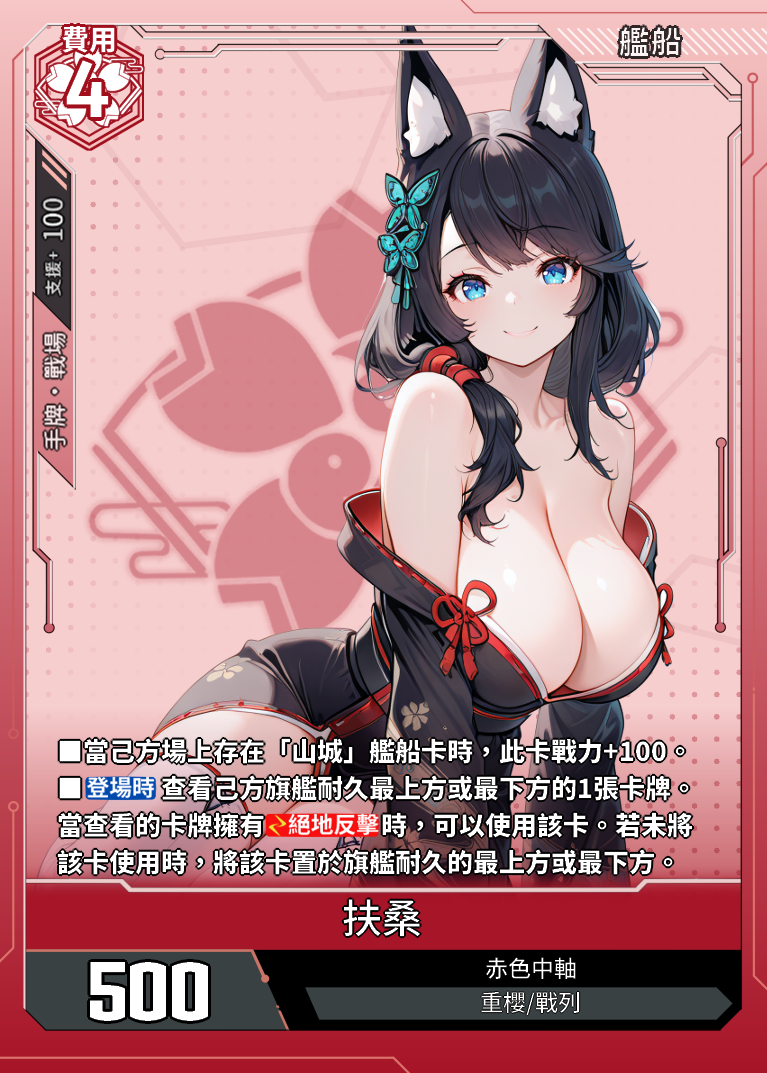 費用
4
艦船
支援+ 100
手牌・戰場
■當己方場上存在「山城」艦船卡時，此卡戰力+100。
■登場時 查看己方旗艦耐久最上方或最下方的1張卡牌。
當查看的卡牌擁有絕地反擊時，可以使用該卡。若未將
該卡使用時，將該卡置於旗艦耐久的最上方或最下方。
扶桑
500
赤色中軸
重櫻/戰列